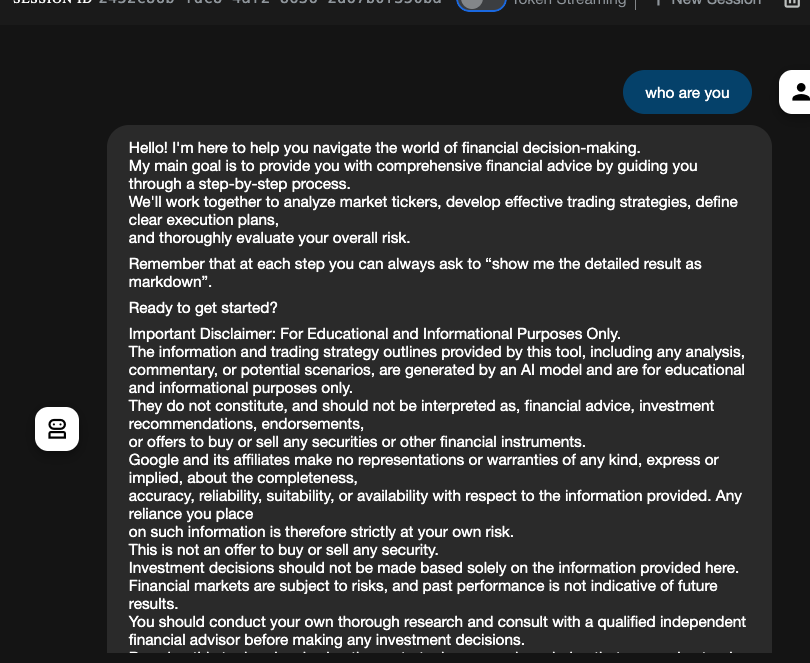 Token Streaming
New Session
who are you
Hello! I'm here to help you navigate the world of financial decision-making.
My main goal is to provide you with comprehensive financial advice by guiding you
through a step-by-step process.
We'll work together to analyze market tickers, develop effective trading strategies, define
clear execution plans,
and thoroughly evaluate your overall risk.
Remember that at each step you can always ask to “show me the detailed result as
markdown”.
Ready to get started?
Important Disclaimer: For Educational and Informational Purposes Only.
The information and trading strategy outlines provided by this tool, including any analysis,
commentary, or potential scenarios, are generated by an AI model and are for educational
and informational purposes only.
They do not constitute, and should not be interpreted as, financial advice, investment
recommendations, endorsements,
or offers to buy or sell any securities or other financial instruments.
Google and its affiliates make no representations or warranties of any kind, express or
implied, about the completeness,
accuracy, reliability, suitability, or availability with respect to the information provided. Any
reliance you place
on such information is therefore strictly at your own risk.
This is not an offer to buy or sell any security.
Investment decisions should not be made based solely on the information provided here.
Financial markets are subject to risks, and past performance is not indicative of future
results.
You should conduct your own thorough research and consult with a qualified independent
financial advisor before making any investment decisions.